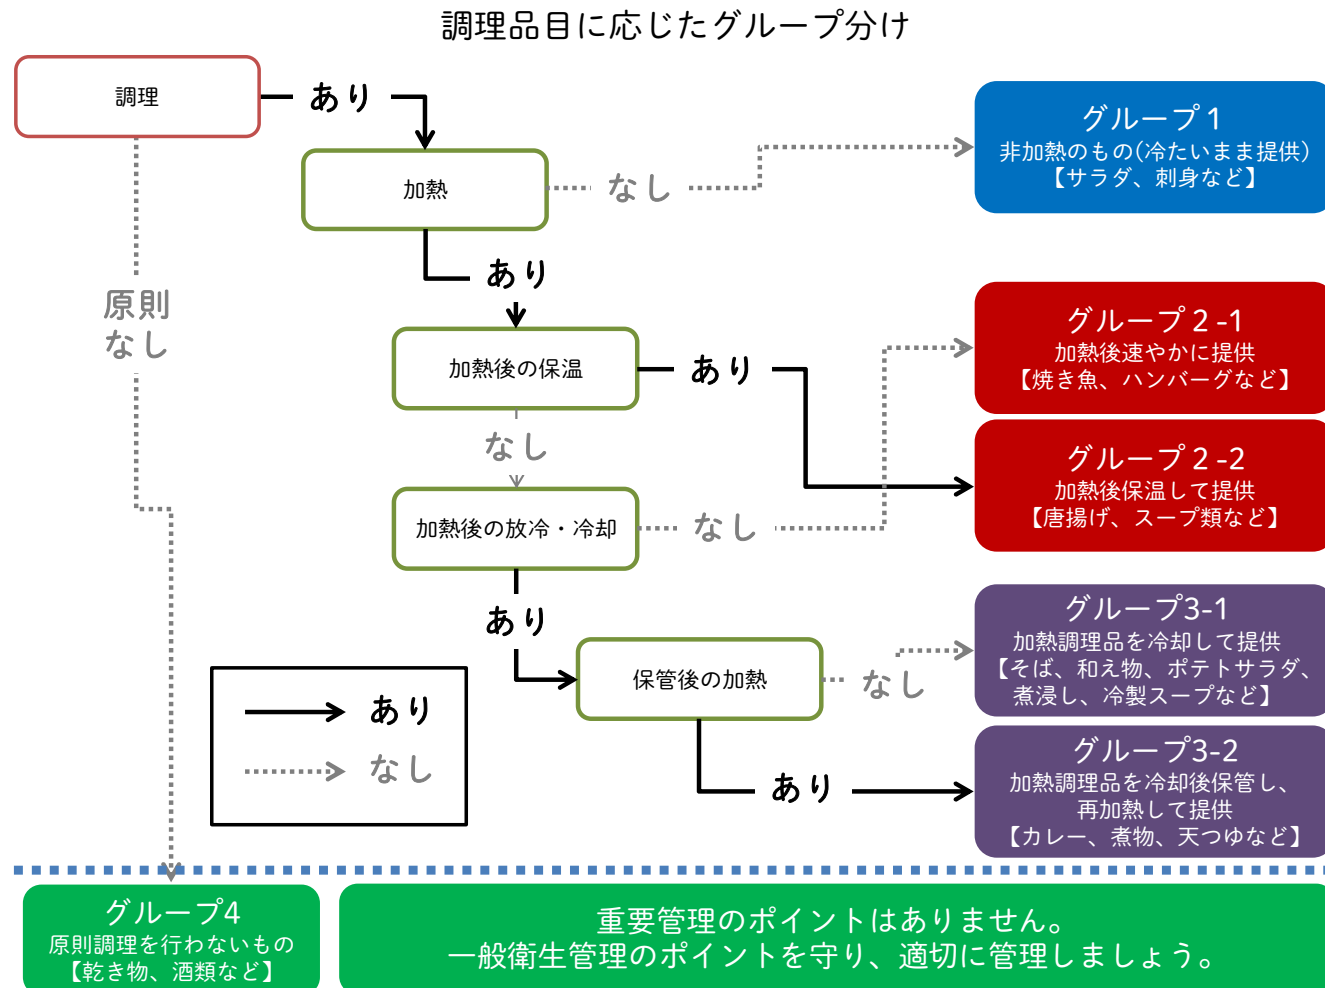 調理品目に応じたグループ分け
調理
あり
加熱
なし
グループ１
非加熱のもの(冷たいまま提供)
【サラダ、刺身など】
あり
原則
なし
加熱後の保温
あり
グループ２-1
加熱後速やかに提供
【焼き魚、ハンバーグなど】
なし
グループ２-2
加熱後保温して提供
【唐揚げ、スープ類など】
加熱後の放冷・冷却
なし
あり
保管後の加熱
なし
グループ3-1
加熱調理品を冷却して提供
【そば、和え物、ポテトサラダ、
煮浸し、冷製スープなど】
あり
なし
あり
グループ3-2
加熱調理品を冷却後保管し、
再加熱して提供
【カレー、煮物、天つゆなど】
グループ4
原則調理を行わないもの
【乾き物、酒類など】
重要管理のポイントはありません。
一般衛生管理のポイントを守り、適切に管理しましょう。